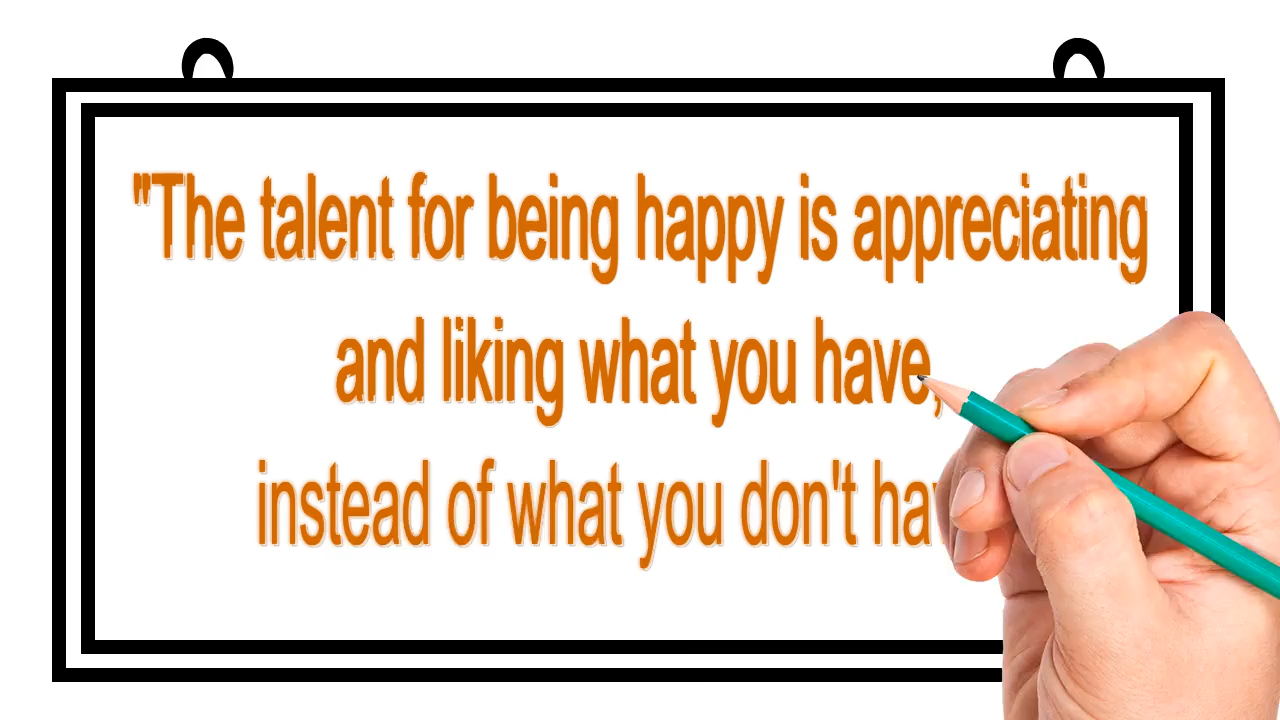 "The talent for being happy is appreciating
and liking what you have,
instead of what you don't